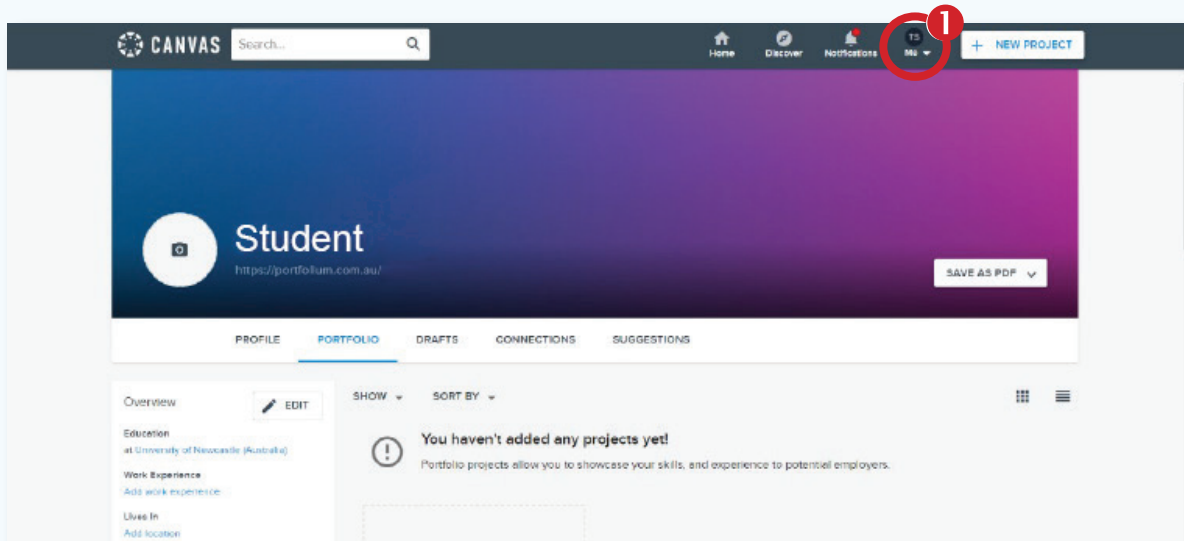 1
CANVAS Search...
Home Discover Notifications TS Me
+ NEW PROJECT
Student
https://portfolium.com.au/
SAVE AS PDF
PROFILE PORTFOLIO DRAFTS CONNECTIONS SUGGESTIONS
Overview EDIT
SHOW SORT BY
Education
at University of Newcastle (Australia)
Work Experience
Add work experience
Lives In
Add location
You haven't added any projects yet!
Portfolio projects allow you to showcase your skills, and experience to potential employers.